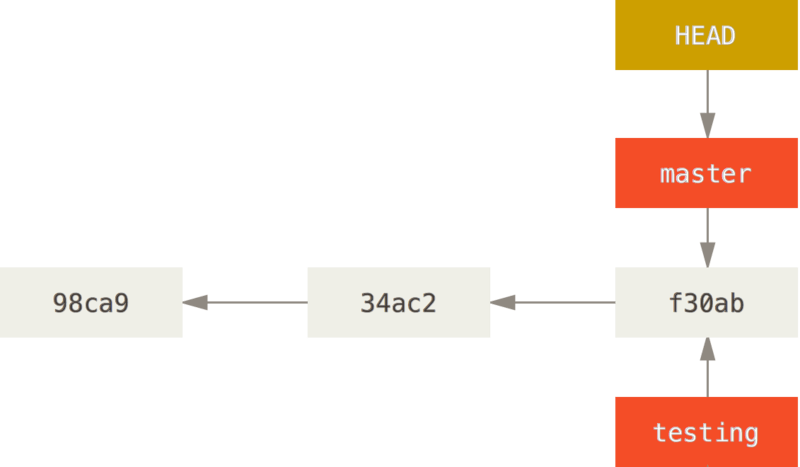 HEAD
master
98ca9
34ac2
f30ab
testing